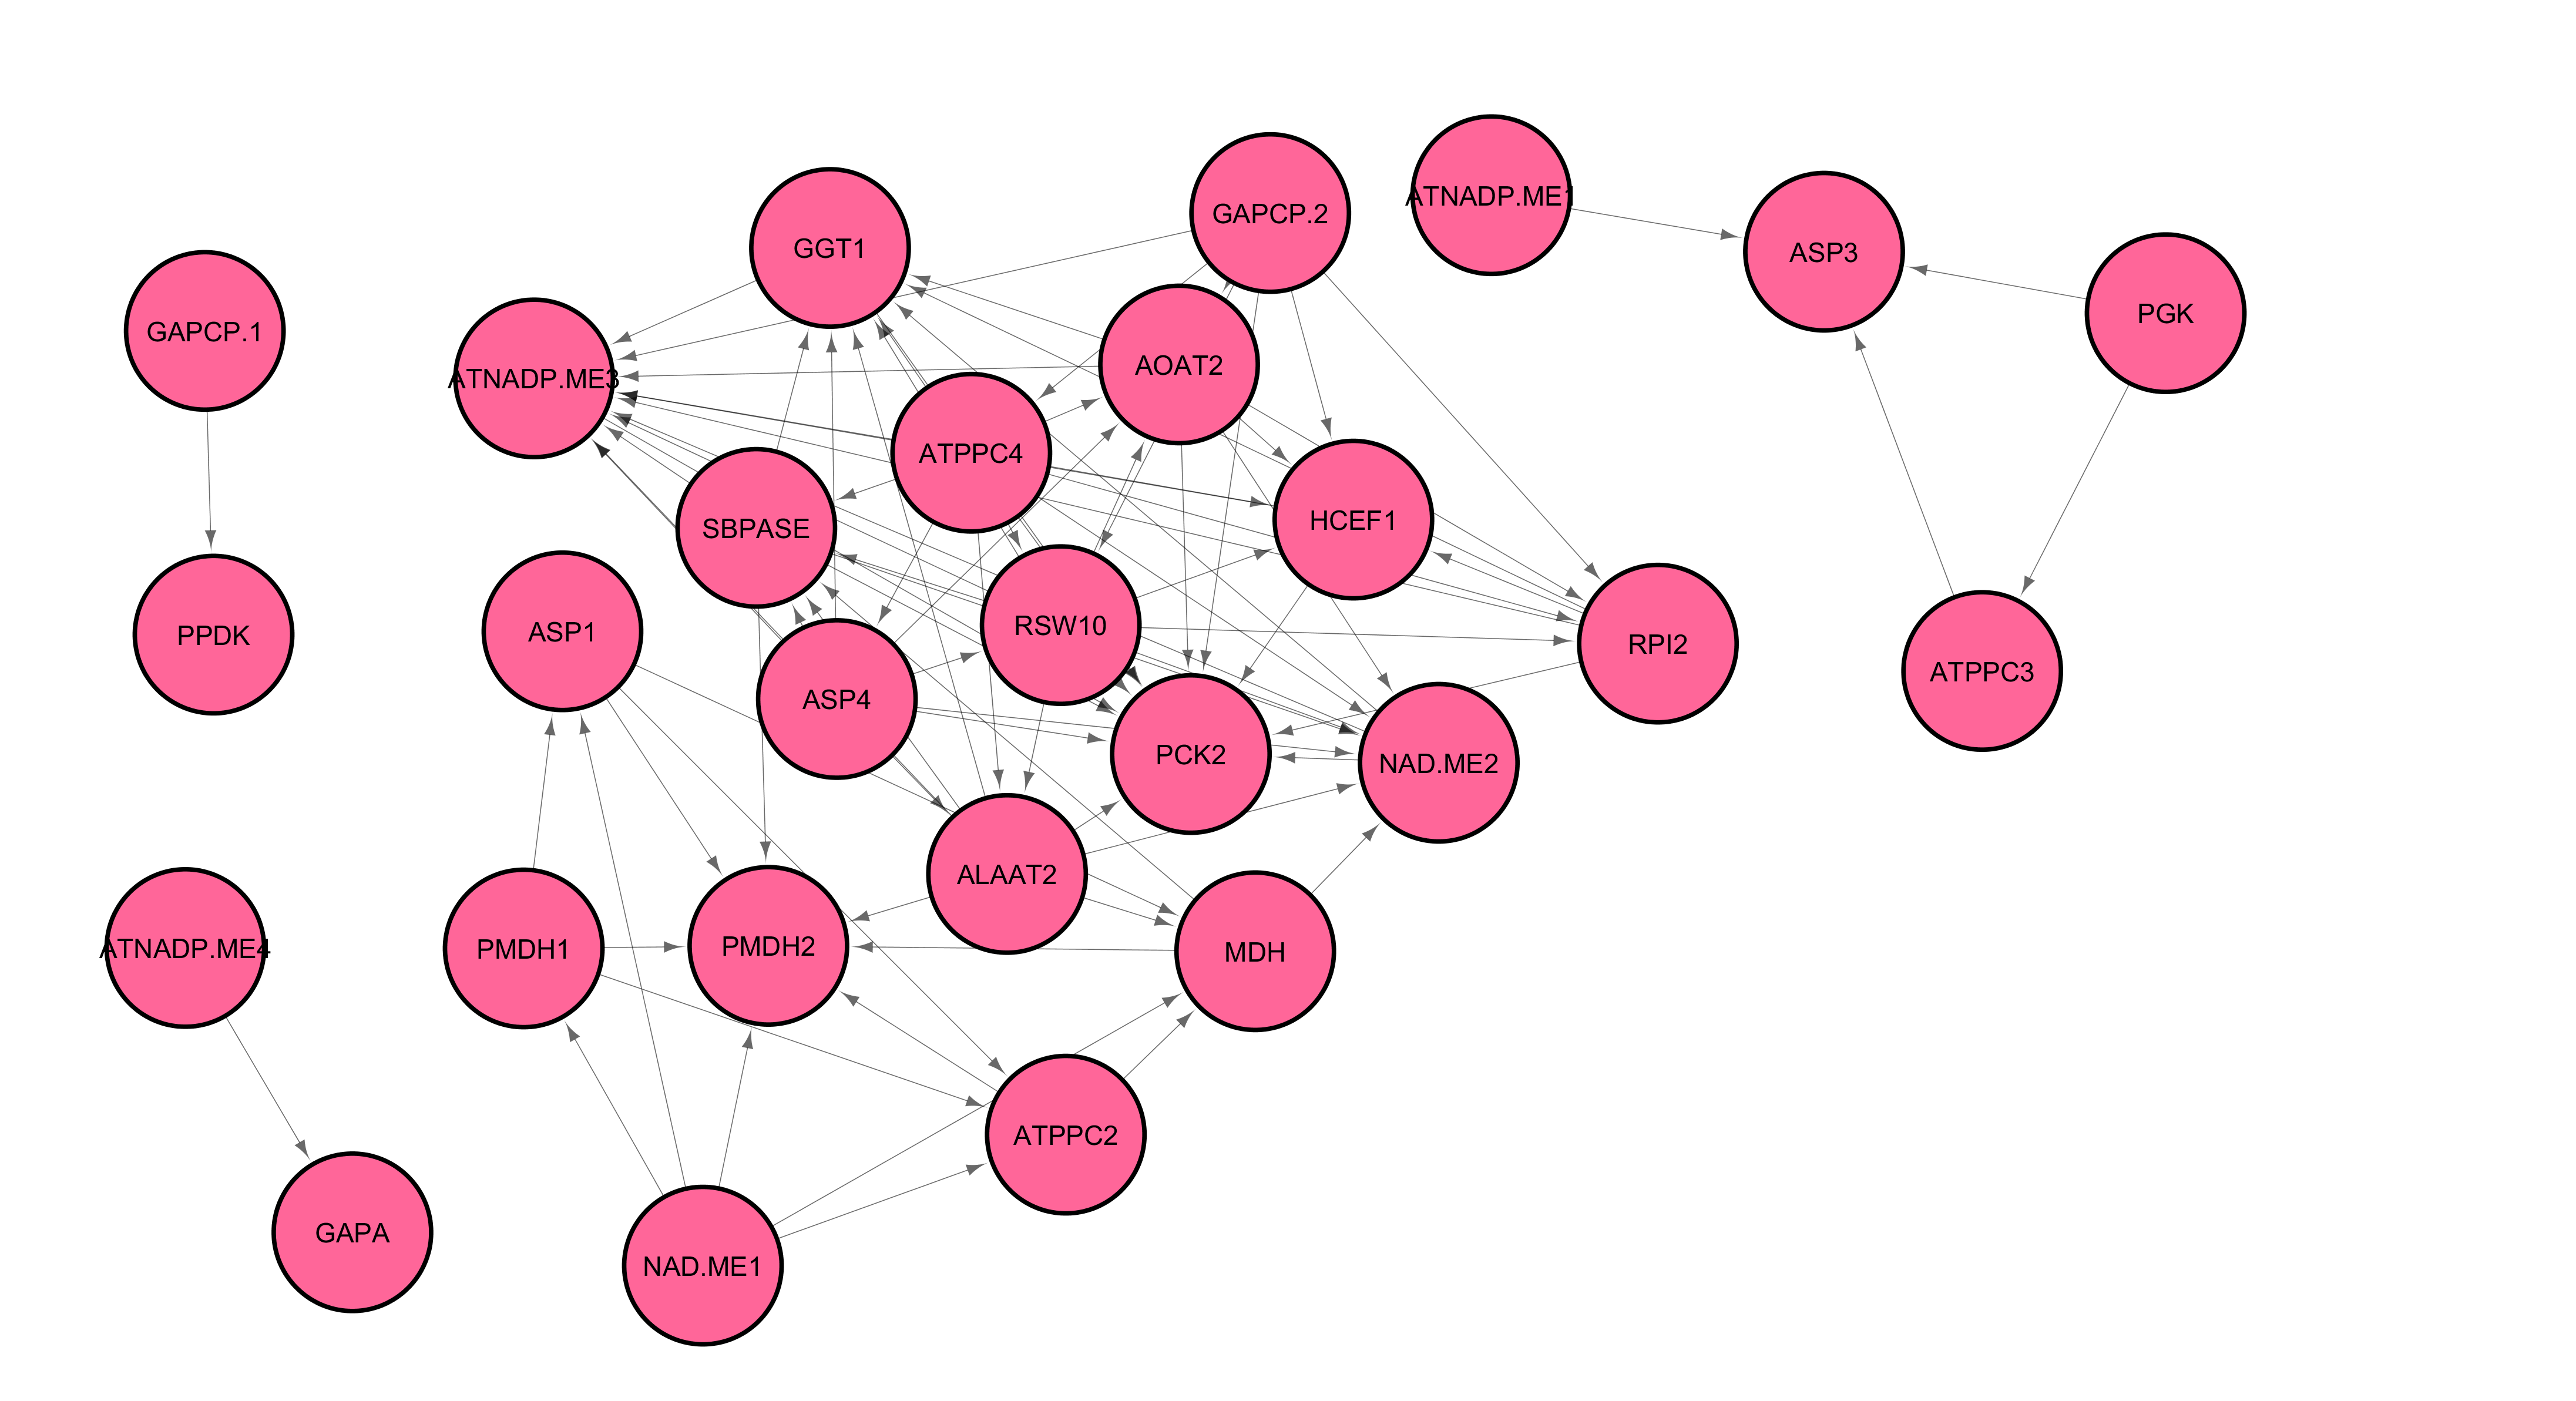 ATNADP.ME1
GAPCP.2
GGT1
ASP3
PGK
GAPCP.1
AOAT2
ATNADP.ME3
ATPPC4
HCEF1
SBPASE
RSW10
ASP1
PPDK
RPI2
ATPPC3
ASP4
PCK2
NAD.ME2
ALAAT2
ATNADP.ME4
PMDH1
PMDH2
MDH
ATPPC2
GAPA
NAD.ME1